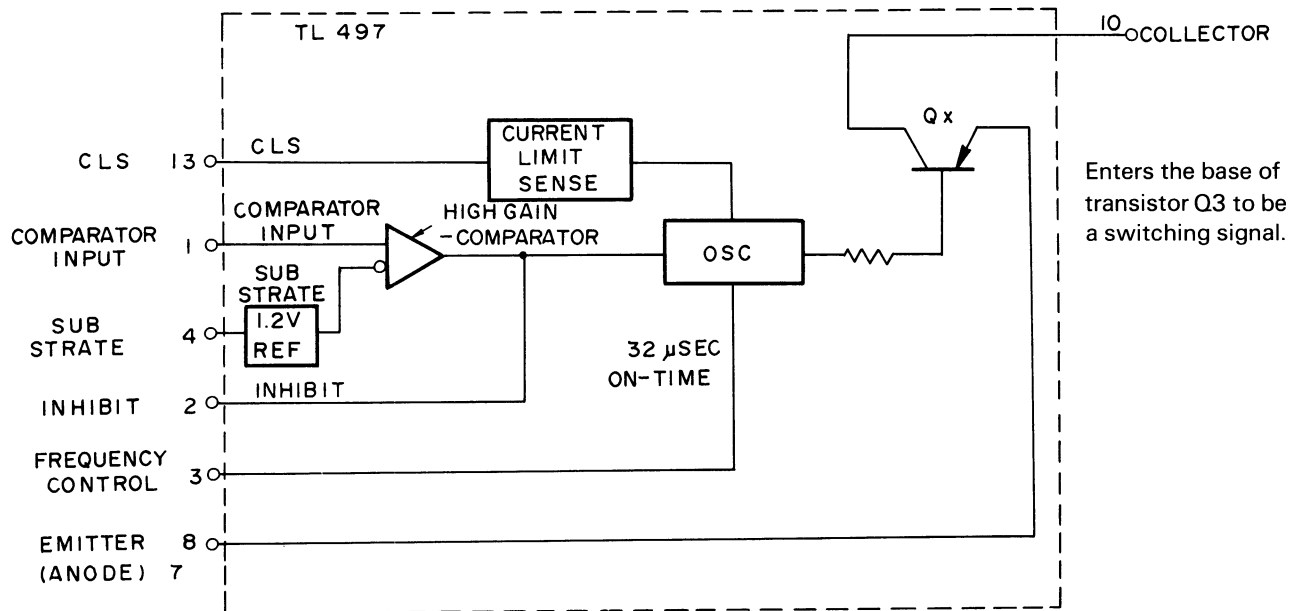 TL 497
10 COLLECTOR
Qx
CURRENT
LIMIT
SENSE
CLS 13
CLS
Enters the base of
transistor Q3 to be
a switching signal.
COMPARATOR
INPUT
1
COMPARATOR
INPUT
HIGH GAIN
-COMPARATOR
OSC
SUB
STRATE
1.2V
REF
SUB
STRATE
4
32 µSEC
ON-TIME
INHIBIT 2
INHIBIT
FREQUENCY
CONTROL 3
EMITTER 8
(ANODE) 7